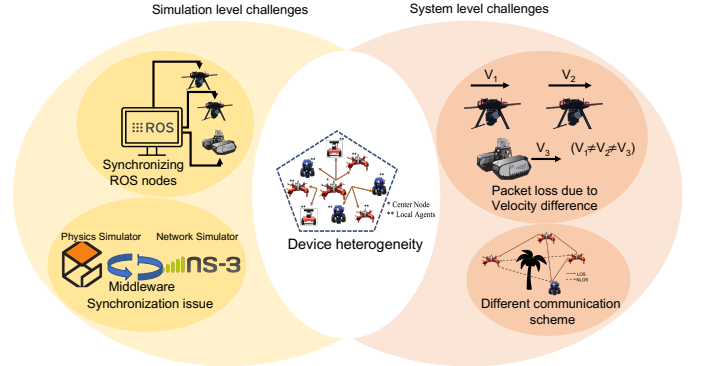 Simulation level challenges
System level challenges
ROS
Synchronizing
ROS nodes
Physics Simulator
Network Simulator
NS-3
Middleware
Synchronization issue
* Center Node
** Local Agents
Device heterogeneity
V₁
V₂
V₃
(V₁≠V₂≠V₃)
Packet loss due to
Velocity difference
LOS
NLOS
Different communication
scheme